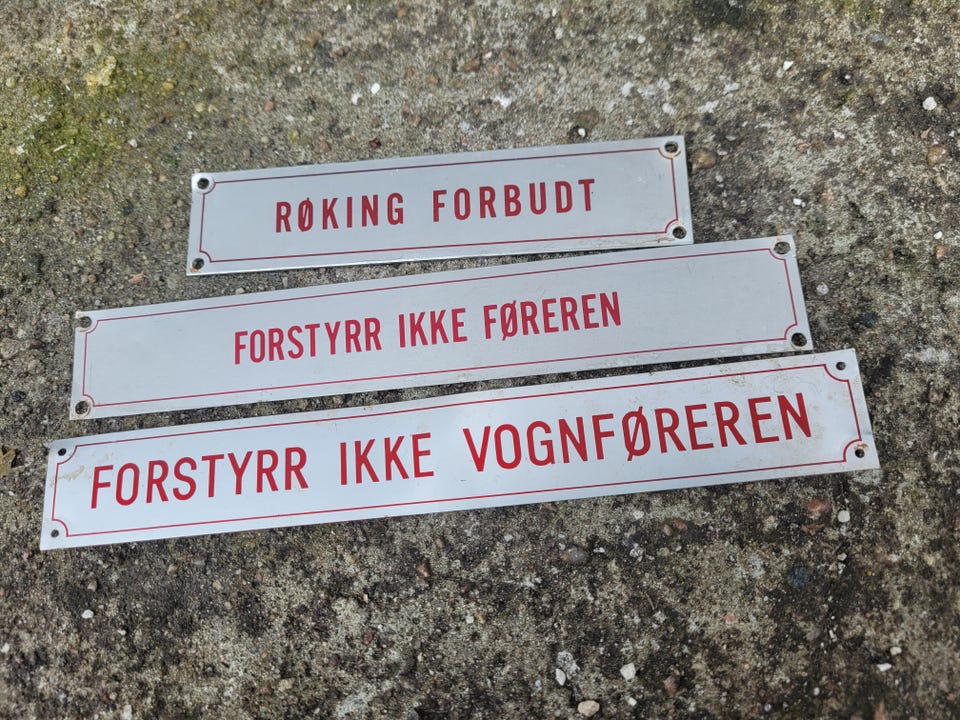 RØKING FORBUDT
FORSTYRR IKKE FØREREN
FORSTYRR IKKE VOGNFØREREN